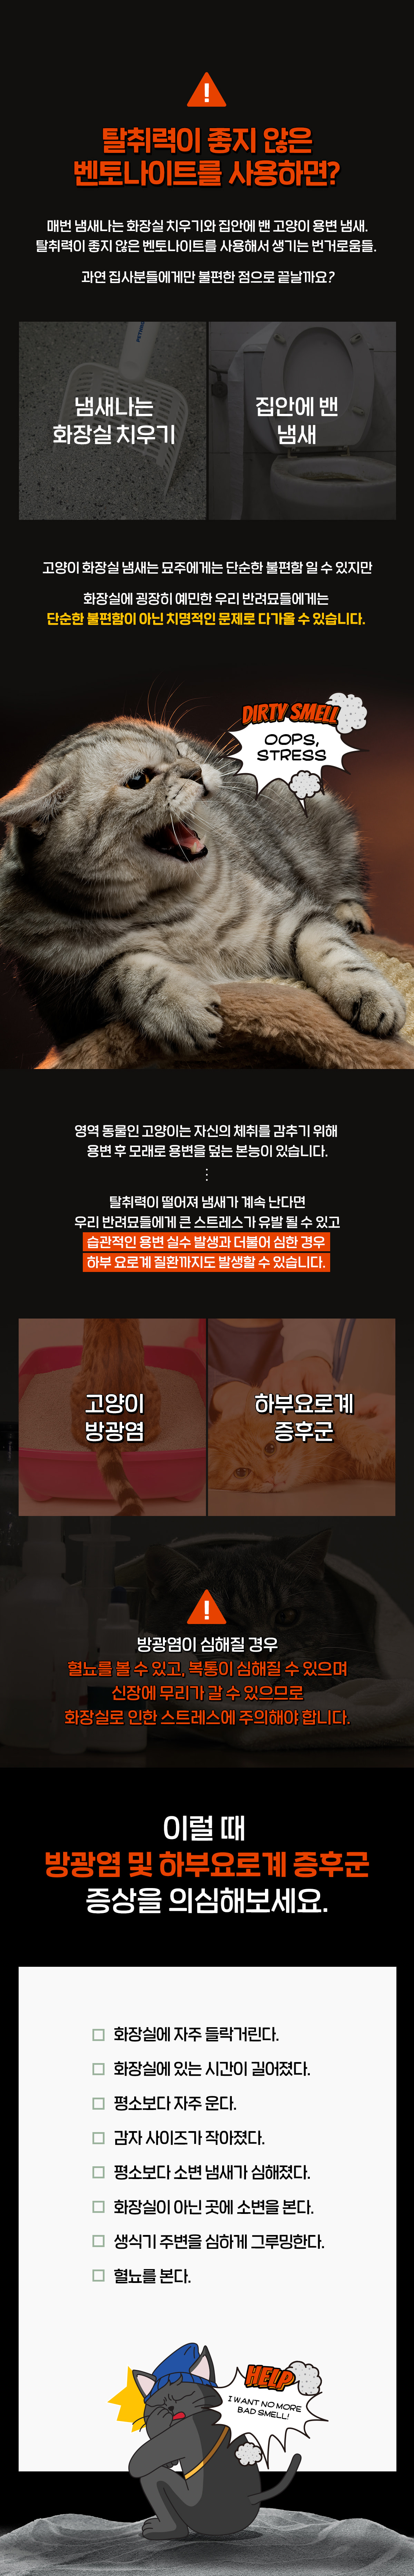 탈취력이 좋지 않은
벤토나이트를 사용하면?
매번 냄새나는 화장실 치우기와 집안에 밴 고양이 용변 냄새.
탈취력이 좋지 않은 벤토나이트를 사용해서 생기는 번거로움들.
과연 집사분들에게만 불편한 점으로 끝날까요?
냄새나는
화장실 치우기
집안에 밴
냄새
고양이 화장실 냄새는 묘주에게는 단순한 불편함 일 수 있지만
화장실에 굉장히 예민한 우리 반려묘들에게는
단순한 불편함이 아닌 치명적인 문제로 다가올 수 있습니다.
DIRTY SMELL
OOPS,
STRESS
영역 동물인 고양이는 자신의 체취를 감추기 위해
용변 후 모래로 용변을 덮는 본능이 있습니다.
탈취력이 떨어져 냄새가 계속 난다면
우리 반려묘들에게 큰 스트레스가 유발 될 수 있고
습관적인 용변 실수 발생과 더불어 심한 경우
하부 요로계 질환까지도 발생할 수 있습니다.
고양이
방광염
하부요로계
증후군
방광염이 심해질 경우
혈뇨를 볼 수 있고, 복통이 심해질 수 있으며
신장에 무리가 갈 수 있으므로
화장실로 인한 스트레스에 주의해야 합니다.
이럴 때
방광염 및 하부요로계 증후군
증상을 의심해보세요.
화장실에 자주 들락거린다.
화장실에 있는 시간이 길어졌다.
평소보다 자주 운다.
감자 사이즈가 작아졌다.
평소보다 소변 냄새가 심해졌다.
화장실이 아닌 곳에 소변을 본다.
생식기 주변을 심하게 그루밍한다.
혈뇨를 본다.
HELP
I WANT NO MORE
BAD SMELL!